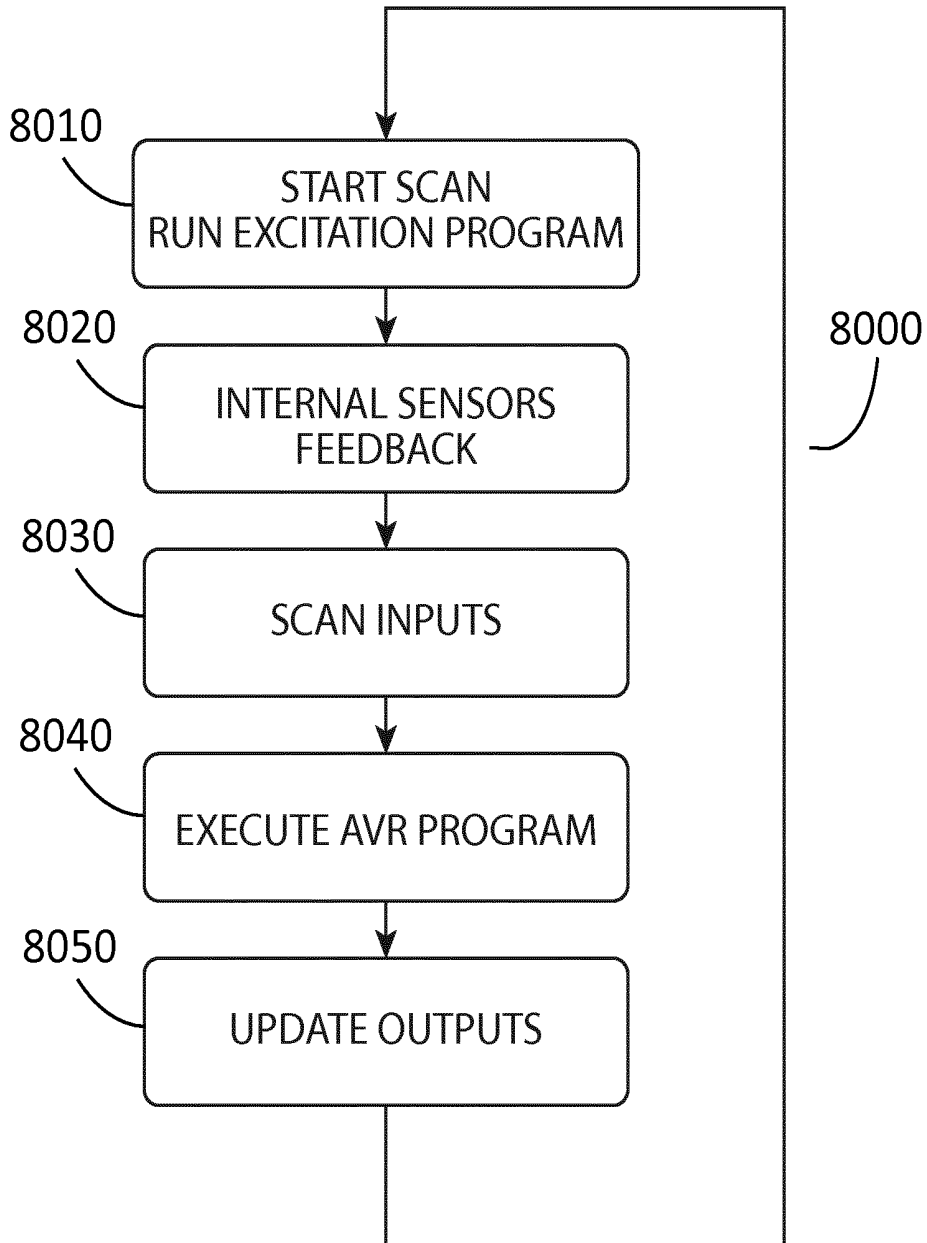 8010
START SCAN
RUN EXCITATION PROGRAM
8020
8000
INTERNAL SENSORS
FEEDBACK
8030
SCAN INPUTS
8040
EXECUTE AVR PROGRAM
8050
UPDATE OUTPUTS